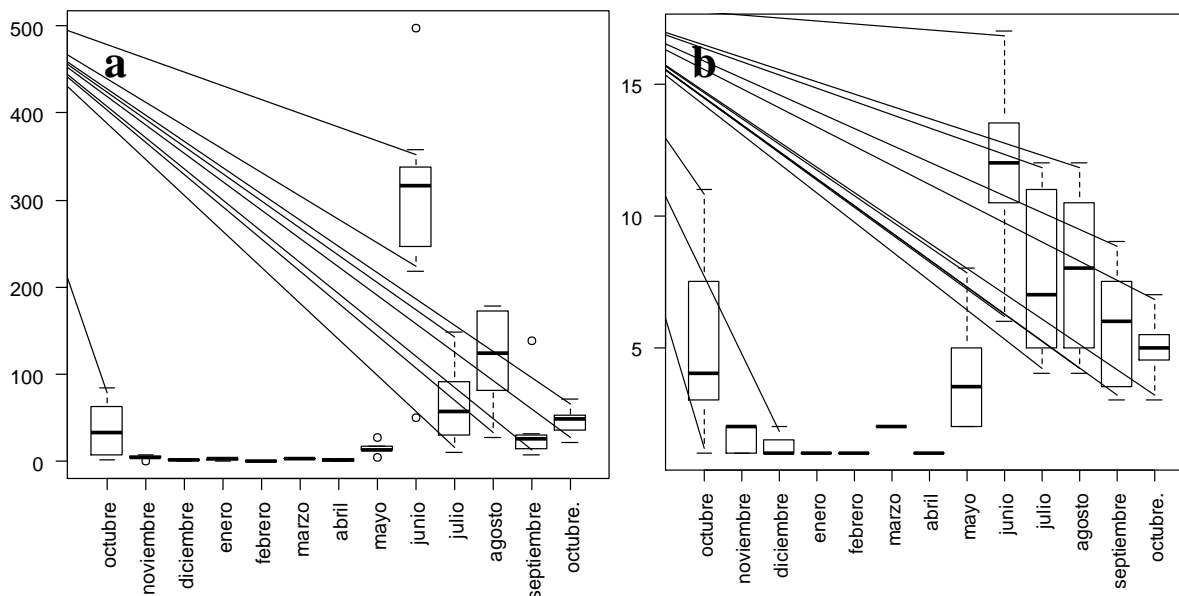 a
500
400
300
200
100
0
octubre
noviembre
diciembre
enero
febrero
marzo
abril
mayo
junio
julio
agosto
septiembre
octubre.
b
15
10
5
octubre
noviembre
diciembre
enero
febrero
marzo
abril
mayo
junio
julio
agosto
septiembre
octubre.